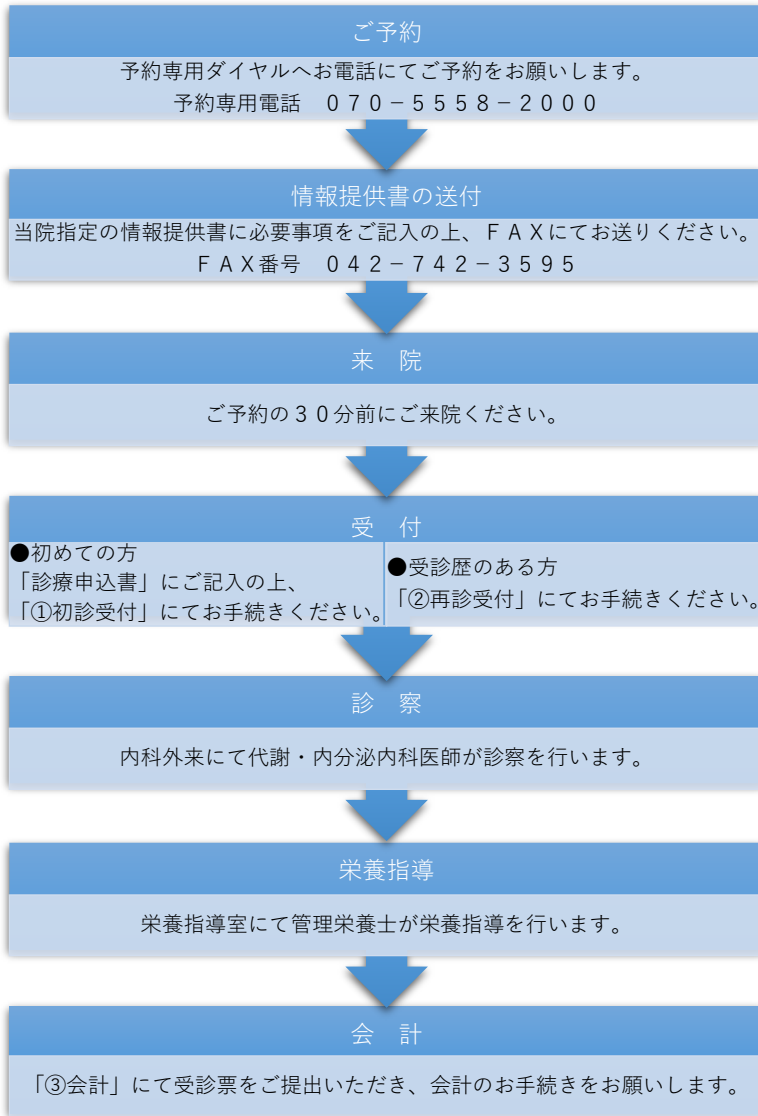 ご予約
予約専用ダイヤルへお電話にてご予約をお願いします。
予約専用電話　０７０－５５５８－２０００
情報提供書の送付
当院指定の情報提供書に必要事項をご記入の上、ＦＡＸにてお送りください。
ＦＡＸ番号　０４２－７４２－３５９５
来　院
ご予約の３０分前にご来院ください。
受　付
●初めての方
「診療申込書」にご記入の上、
「①初診受付」にてお手続きください。
●受診歴のある方
「②再診受付」にてお手続きください。
診　察
内科外来にて代謝・内分泌内科医師が診察を行います。
栄養指導
栄養指導室にて管理栄養士が栄養指導を行います。
会　計
「③会計」にて受診票をご提出いただき、会計のお手続きをお願いします。